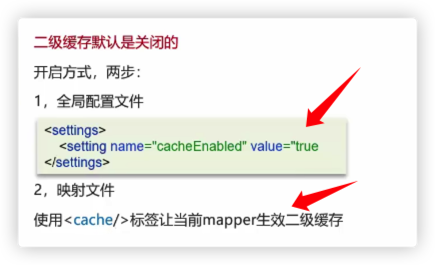 二级缓存默认是关闭的
开启方式，两步：
1，全局配置文件
<settings>
<setting name="cacheEnabled" value="true
</settings>
2，映射文件
使用<cache/>标签让当前mapper生效二级缓存